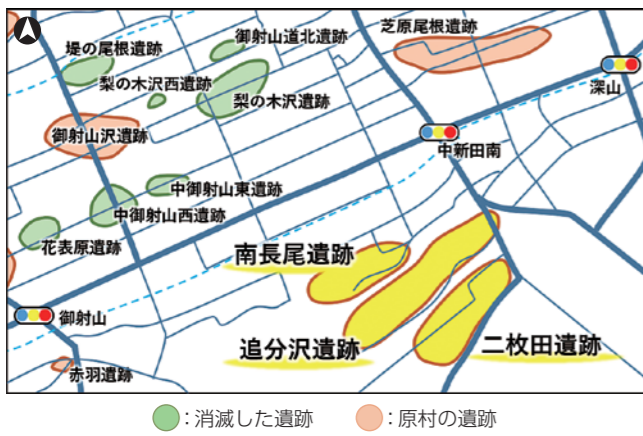 御射山道北遺跡
芝原尾根遺跡
堤の尾根遺跡
梨の木沢西遺跡
梨の木沢遺跡
深山
御射山沢遺跡
中新田南
中御射山東遺跡
中御射山西遺跡
花表原遺跡
南長尾遺跡
御射山
追分沢遺跡
二枚田遺跡
赤羽遺跡
：消滅した遺跡
：原村の遺跡